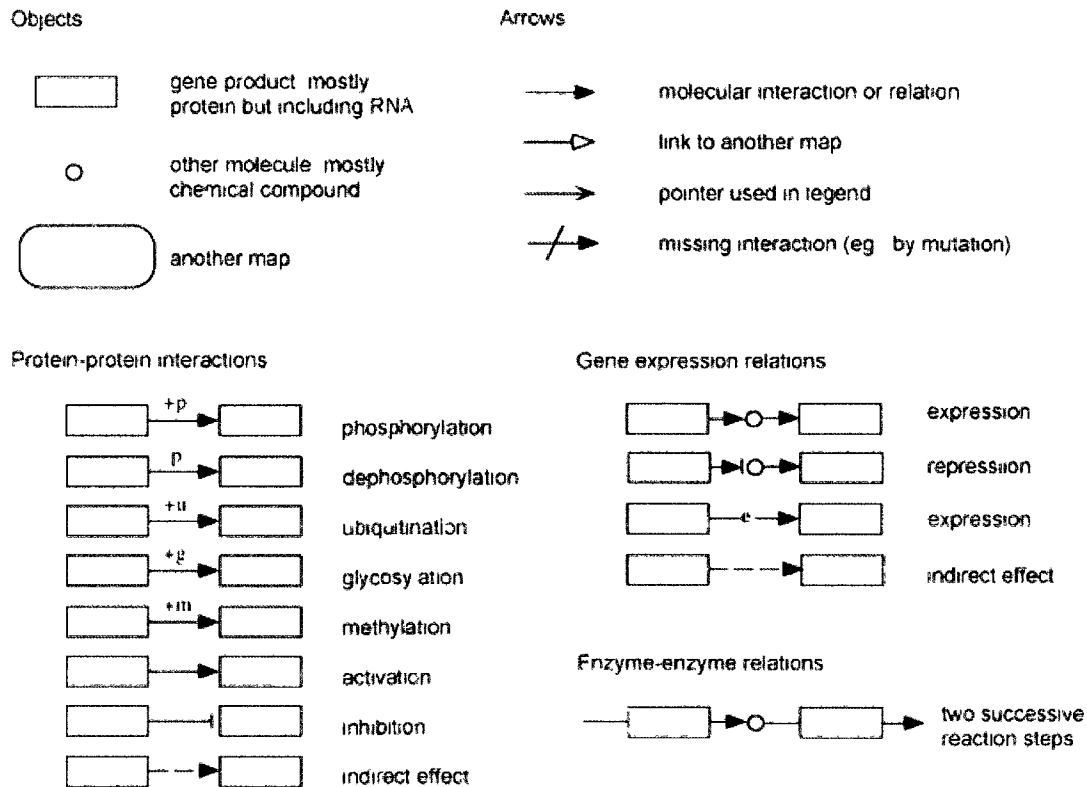 Objects
gene product mostly
protein but including RNA
other molecule mostly
chemical compound
another map
Arrows
molecular interaction or relation
link to another map
pointer used in legend
missing interaction (eg by mutation)
Protein-protein interactions
+p
phosphorylation
p
dephosphorylation
+u
ubiquitination
+g
glycosy ation
+m
methylation
activation
inhibition
indirect effect
Gene expression relations
expression
repression
e
expression
indirect effect
Enzyme-enzyme relations
two successive
reaction steps